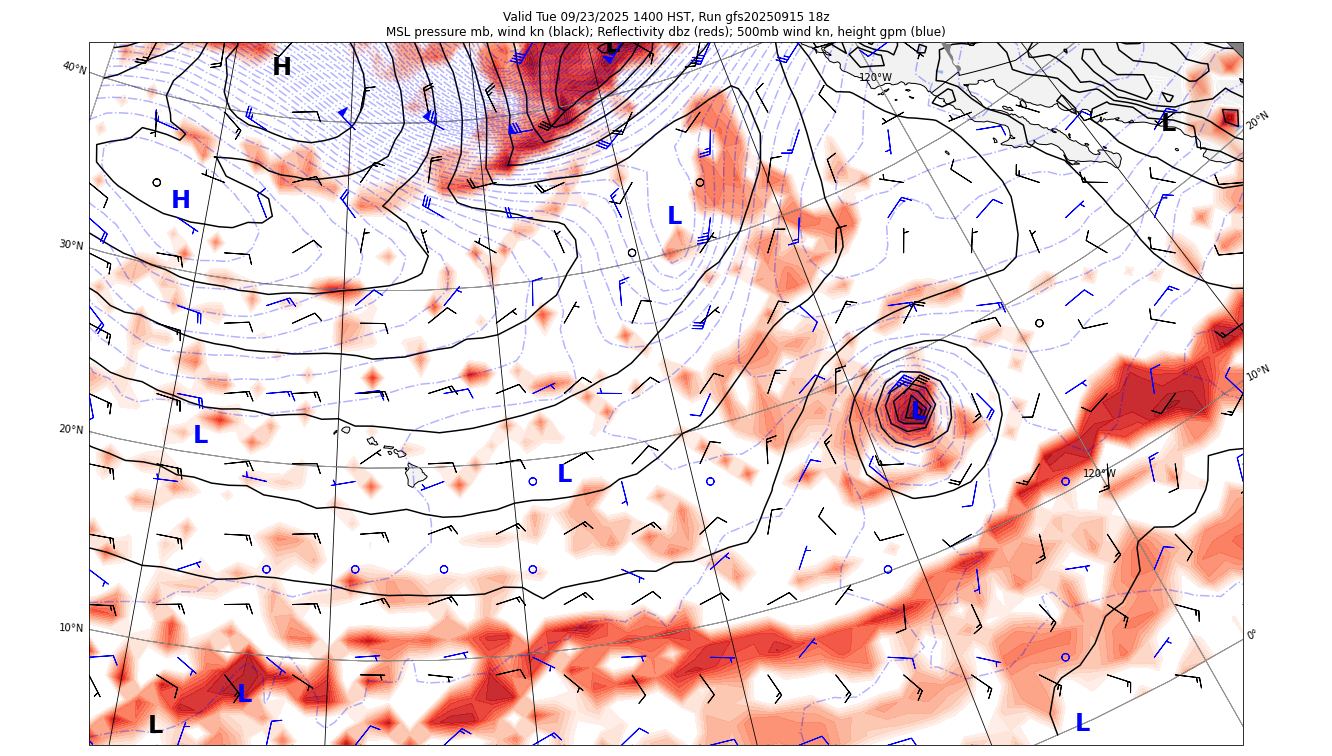 Valid Tue 09/23/2025 1400 HST, Run gfs20250915 18z
MSL pressure mb, wind kn (black); Reflectivity dbz (reds); 500mb wind kn, height gpm (blue)
L
H
40°N
120°W
20°N
L
H
L
30°N
10°N
L
20°N
L
L
120°W
10°N
0°
L
L
L